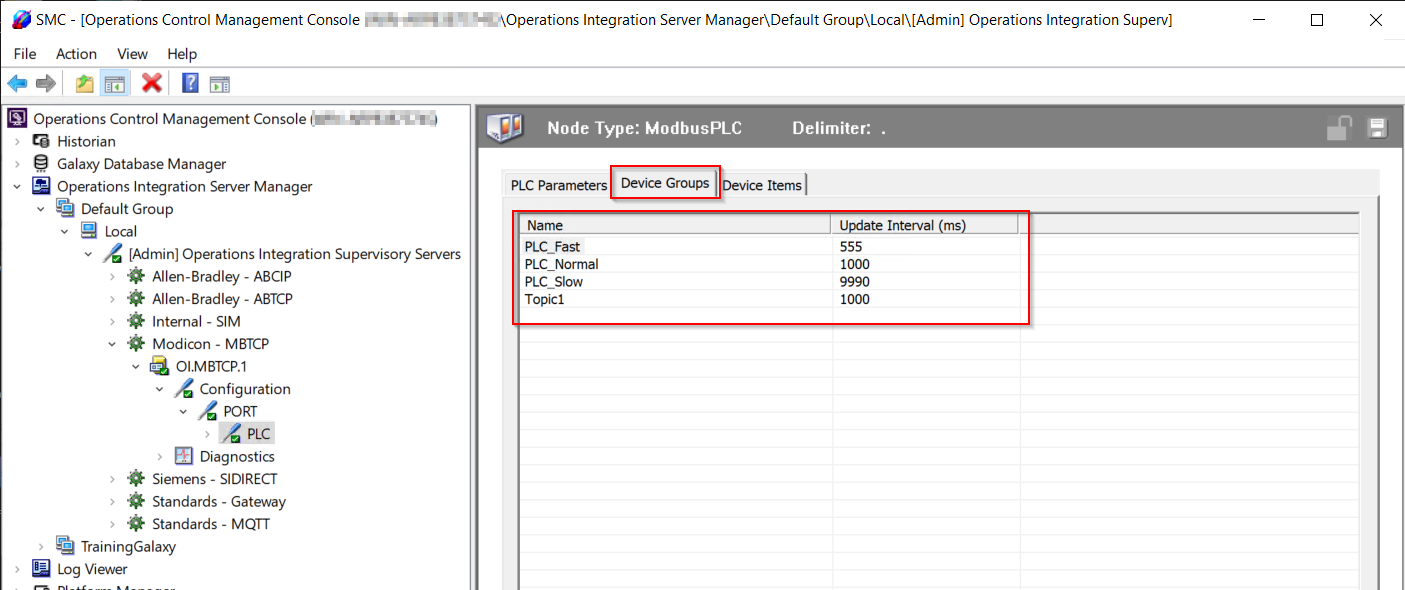 SMC - [Operations Control Management Console \Operations Integration Server Manager\Default Group\Local\[Admin] Operations Integration Superv]
File Action View Help
Operations Control Management Console ( )
Historian
Galaxy Database Manager
Operations Integration Server Manager
Default Group
Local
[Admin] Operations Integration Supervisory Servers
Allen-Bradley - ABCIP
Allen-Bradley - ABTCP
Internal - SIM
Modicon - MBTCP
OI.MBTCP.1
Configuration
PORT
PLC
Diagnostics
Siemens - SIDIRECT
Standards - Gateway
Standards - MQTT
TrainingGalaxy
Log Viewer
Platform Manager
Node Type: ModbusPLC Delimiter: .
PLC Parameters Device Groups Device Items
Name Update Interval (ms)
PLC_Fast 555
PLC_Normal 1000
PLC_Slow 9990
Topic1 1000